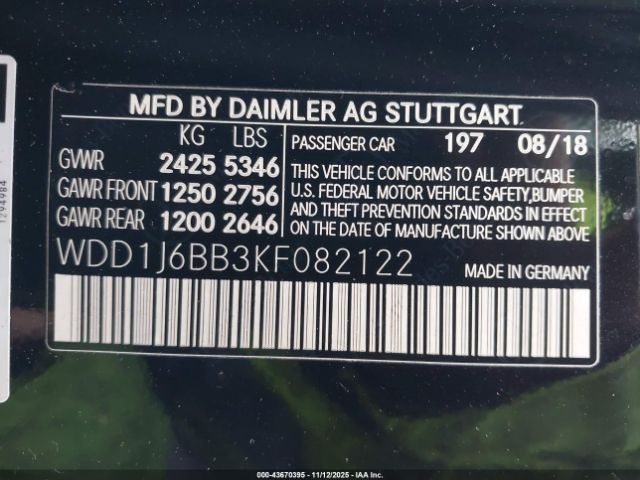 MFD BY DAIMLER AG STUTTGART
KG LBS
GVWR 2425 5346
GAWR FRONT 1250 2756
GAWR REAR 1200 2646
PASSENGER CAR 197 08/18
THIS VEHICLE CONFORMS TO ALL APPLICABLE
U.S. FEDERAL MOTOR VEHICLE SAFETY,BUMPER
AND THEFT PREVENTION STANDARDS IN EFFECT
ON THE DATE OF MANUFACTURE SHOWN ABOVE.
WDD1J6BB3KF082122 MADE IN GERMANY
1294984
000-43670395 - 11/12/2025 - IAA Inc.